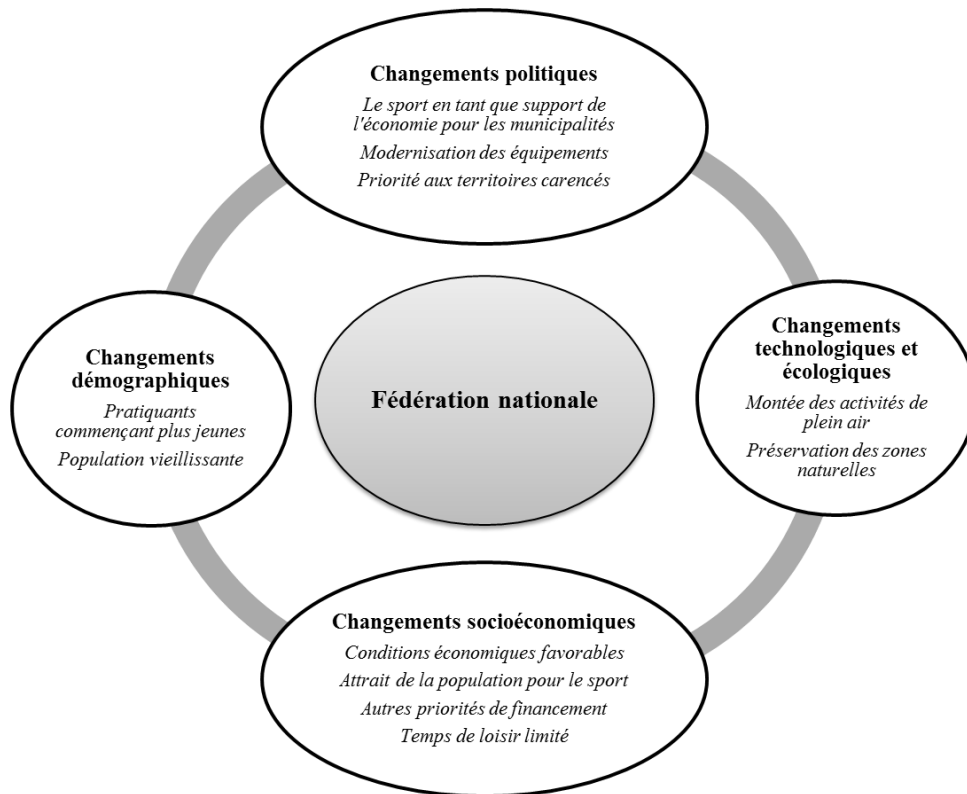 Changements politiques
Le sport en tant que support de
l'économie pour les municipalités
Modernisation des équipements
Priorité aux territoires carencés
Changements
technologiques et
écologiques
Montée des activités de
plein air
Préservation des zones
naturelles
Changements socioéconomiques
Conditions économiques favorables
Attrait de la population pour le sport
Autres priorités de financement
Temps de loisir limité
Changements
démographiques
Pratiquants
commençant plus jeunes
Population vieillissante
Fédération nationale